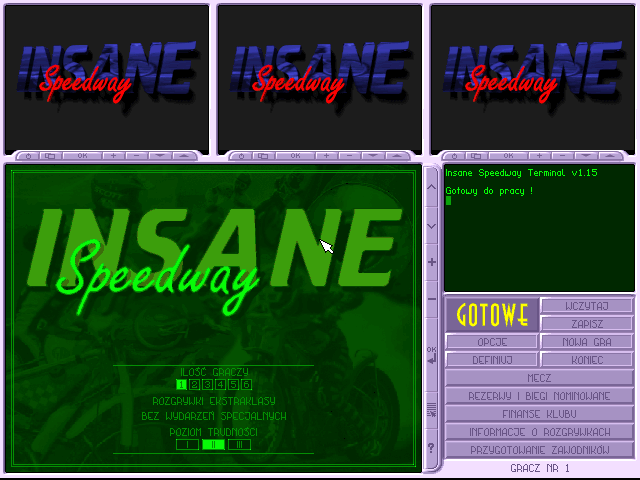 INSANE
Speedway
INSANE
Speedway
INSANE
Speedway
OK + −
OK + −
OK + −
INSANE
Speedway
ILOŚĆ GRACZY
1 2 3 4 5 6
ROZGRYWKI EKSTRAKLASY
BEZ WYDARZEŃ SPECJALNYCH
POZIOM TRUDNOŚCI
I II III
+
−
OK
?
Insane Speedway Terminal v1.15
Gotowy do pracy !
GOTOWE
WCZYTAJ
ZAPISZ
OPCJE
NOWA GRA
DEFINIUJ
KONIEC
MECZ
REZERWY I BIEGI NOMINOWANE
FINANSE KLUBU
INFORMACJE O ROZGRYWKACH
PRZYGOTOWANIE ZAWODNIKÓW
GRACZ NR 1